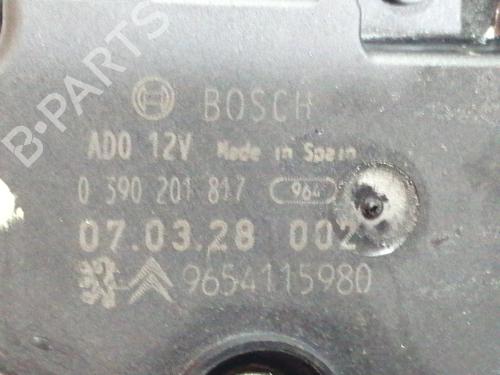 BOSCH
ADO 12V Made in Spain
0 390 201 817 964
07.03.28 002
9654115980
B-PARTS